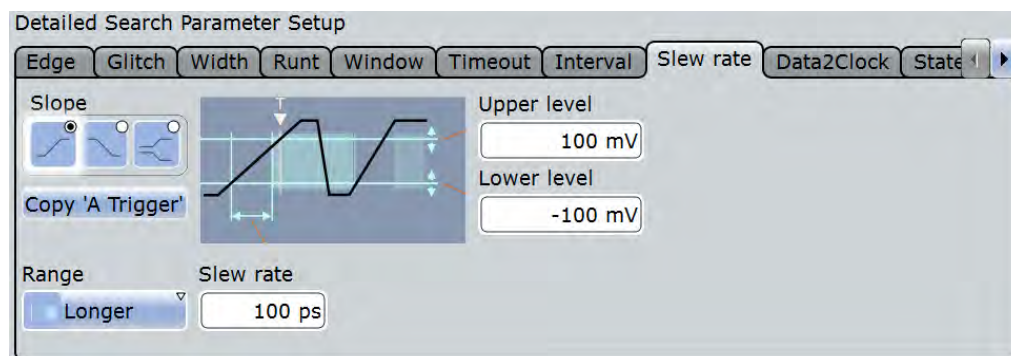 Detailed Search Parameter Setup
Edge Glitch Width Runt Window Timeout Interval Slew rate Data2Clock State
Slope
Upper level
T
100 mV
Lower level
Copy 'A Trigger'
-100 mV
Range Slew rate
Longer 100 ps